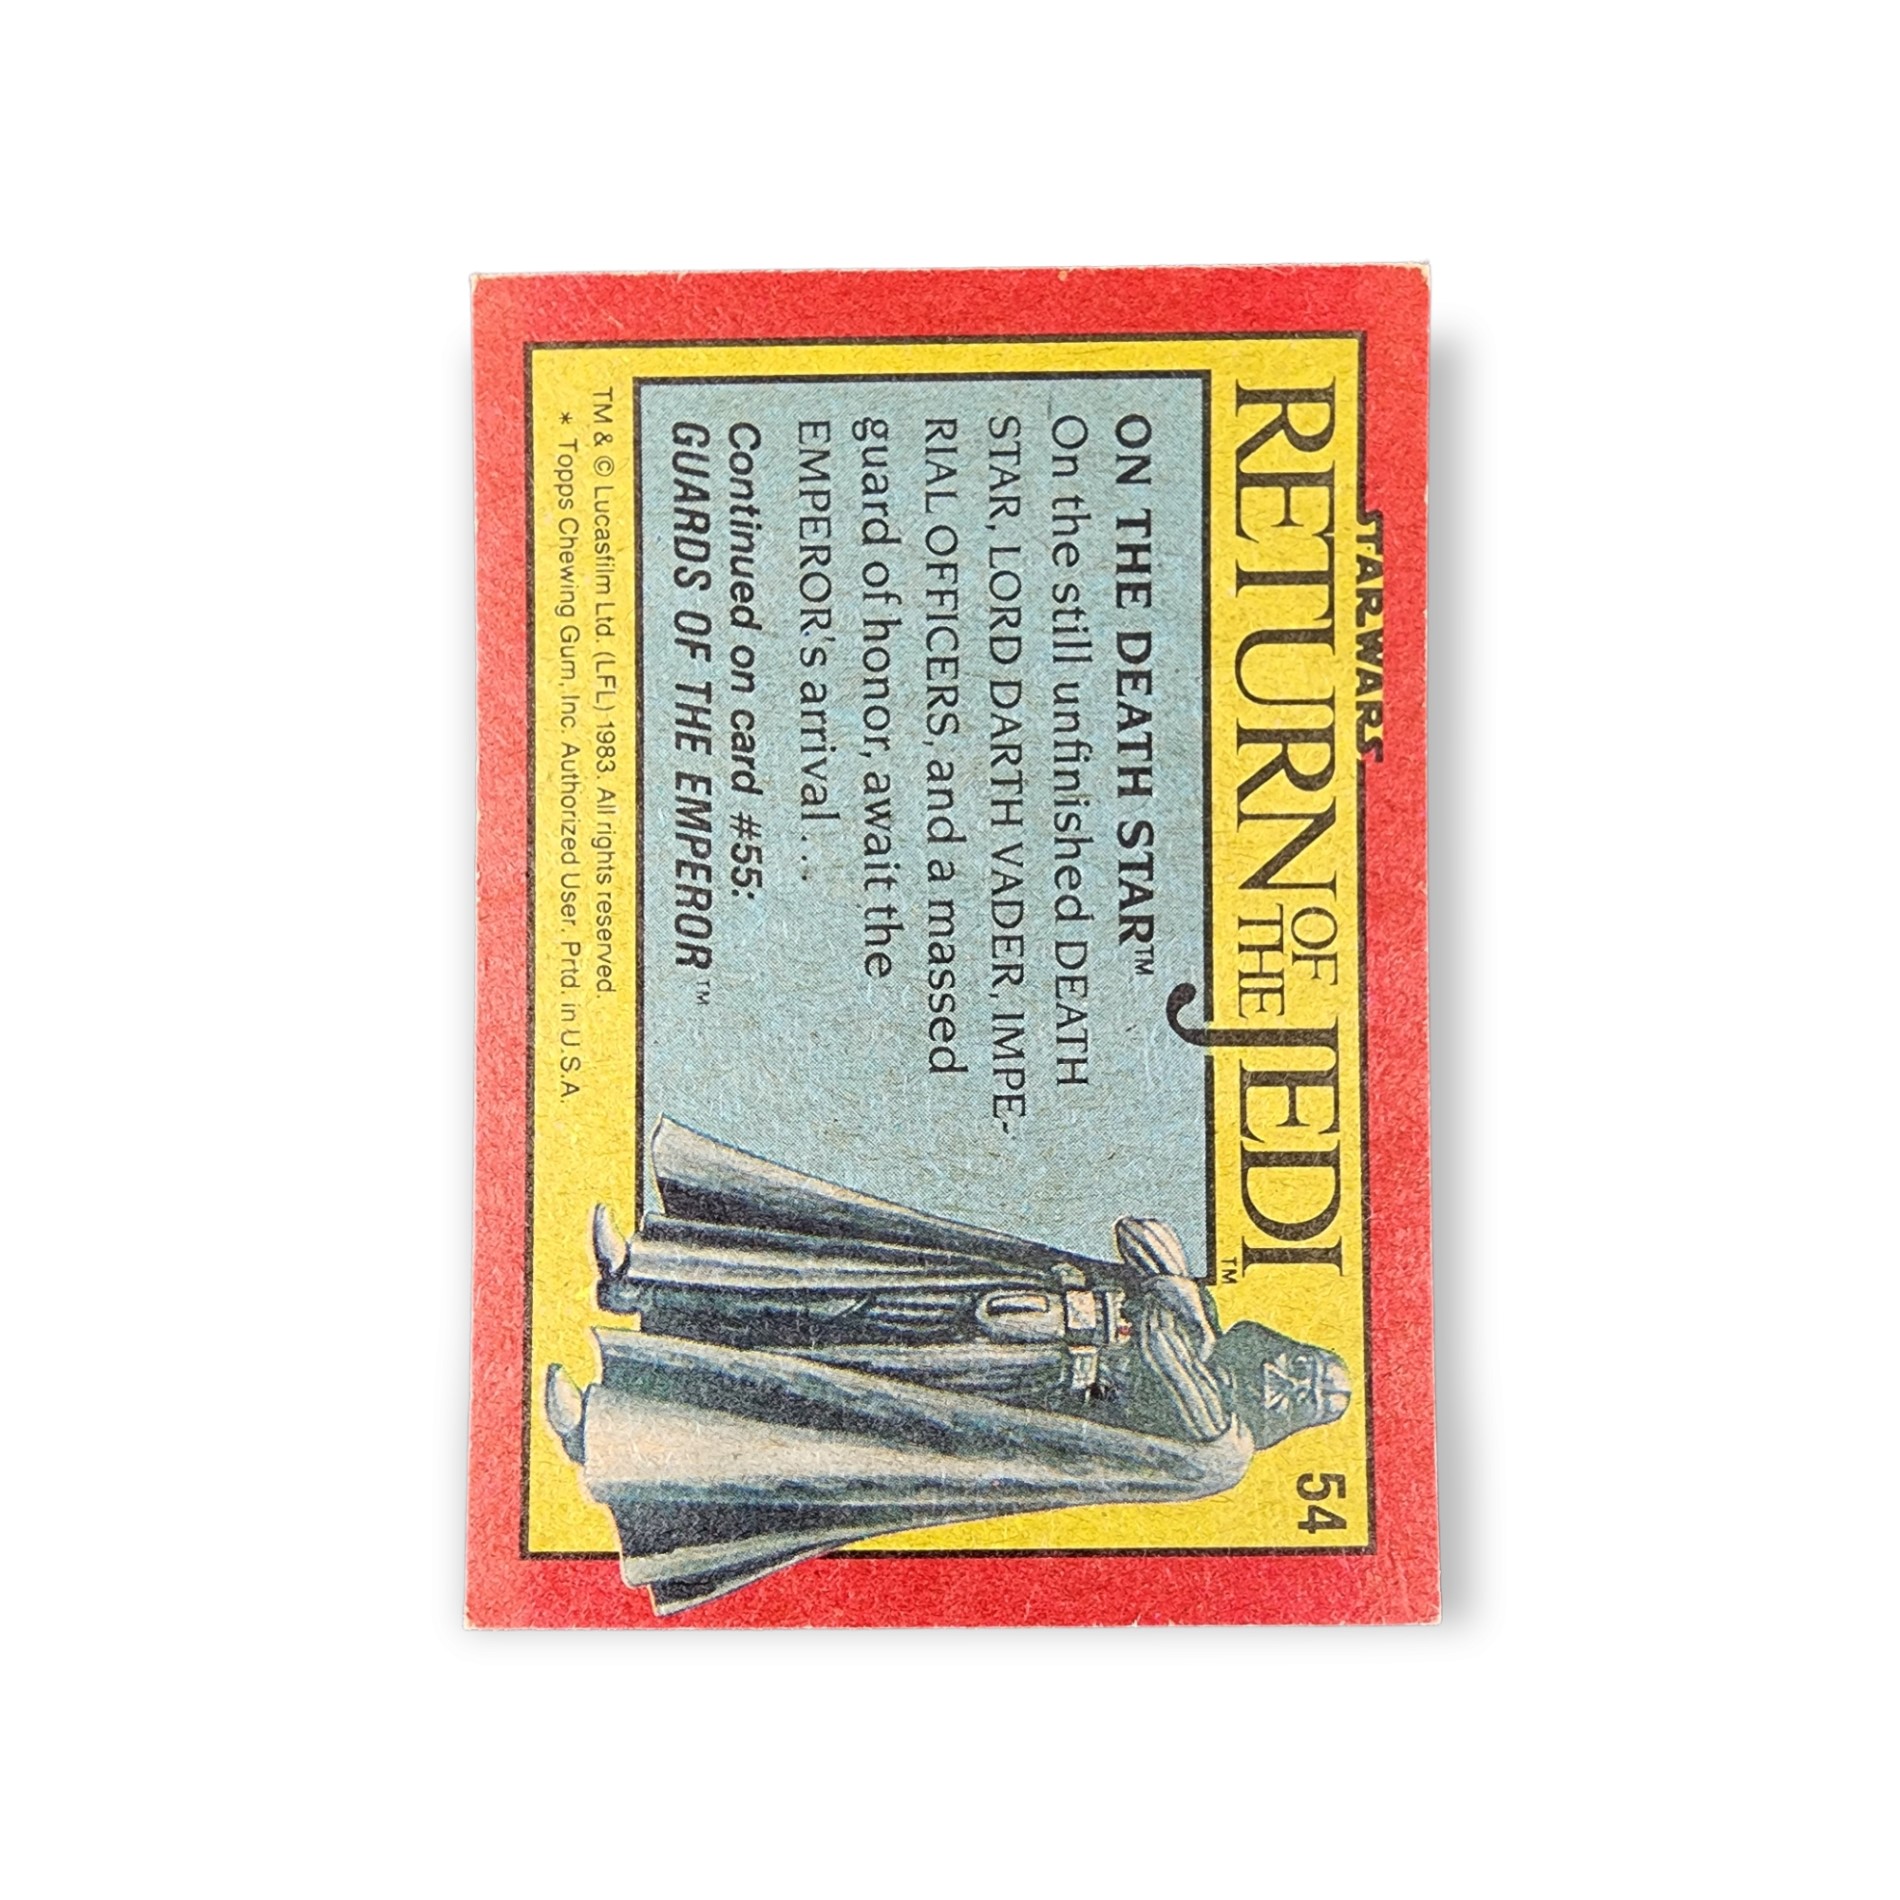 STAR WARS
RETURN OF THE JEDI™
54
ON THE DEATH STAR™
On the still unfinished DEATH
STAR, LORD DARTH VADER, IMPE-
RIAL OFFICERS, and a massed
guard of honor, await the
EMPEROR's arrival...
Continued on card #55:
GUARDS OF THE EMPEROR™
TM & © Lucasfilm Ltd. (LFL) 1983. All rights reserved.
* Topps Chewing Gum, Inc. Authorized User. Prtd. in U.S.A.